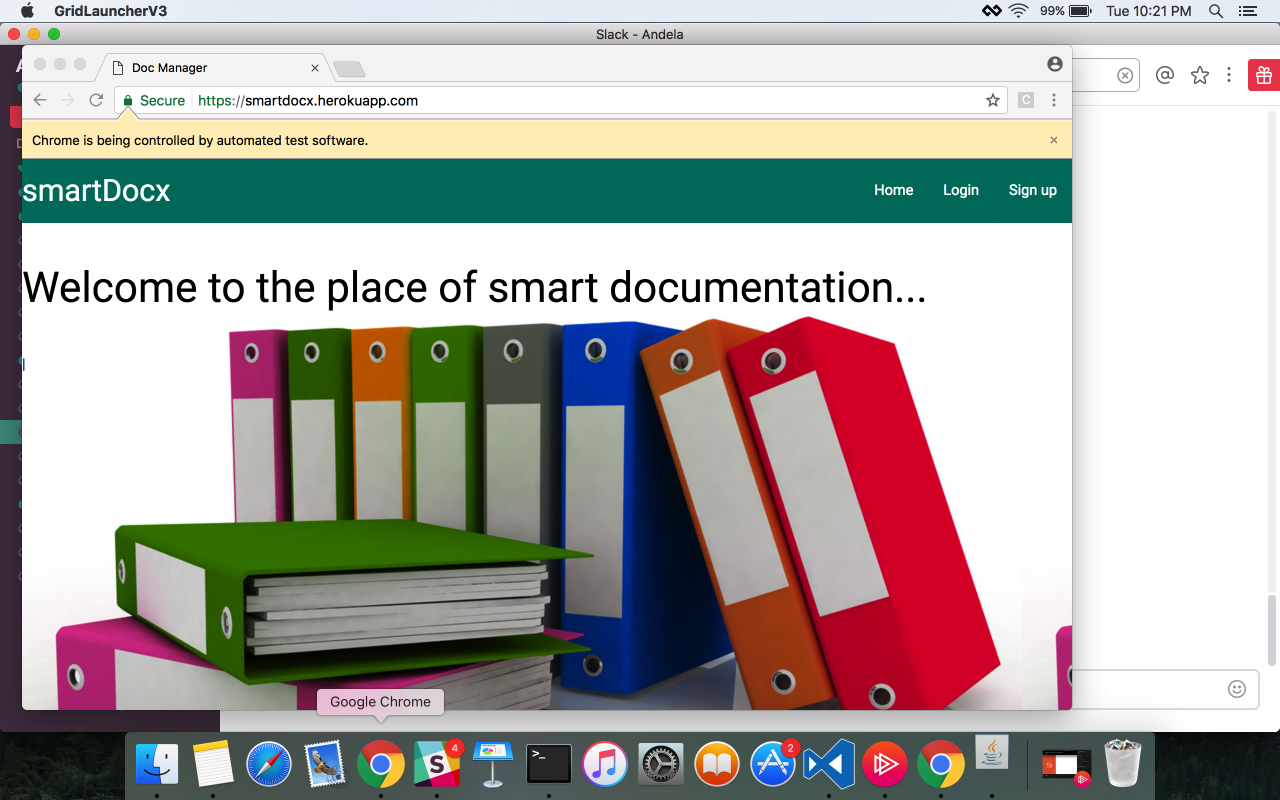 GridLauncherV3
99%
Tue 10:21 PM
Slack - Andela
Doc Manager
Secure
https://smartdocx.herokuapp.com
C
Chrome is being controlled by automated test software.
smartDocx
Home
Login
Sign up
Welcome to the place of smart documentation...
Google Chrome
4
2